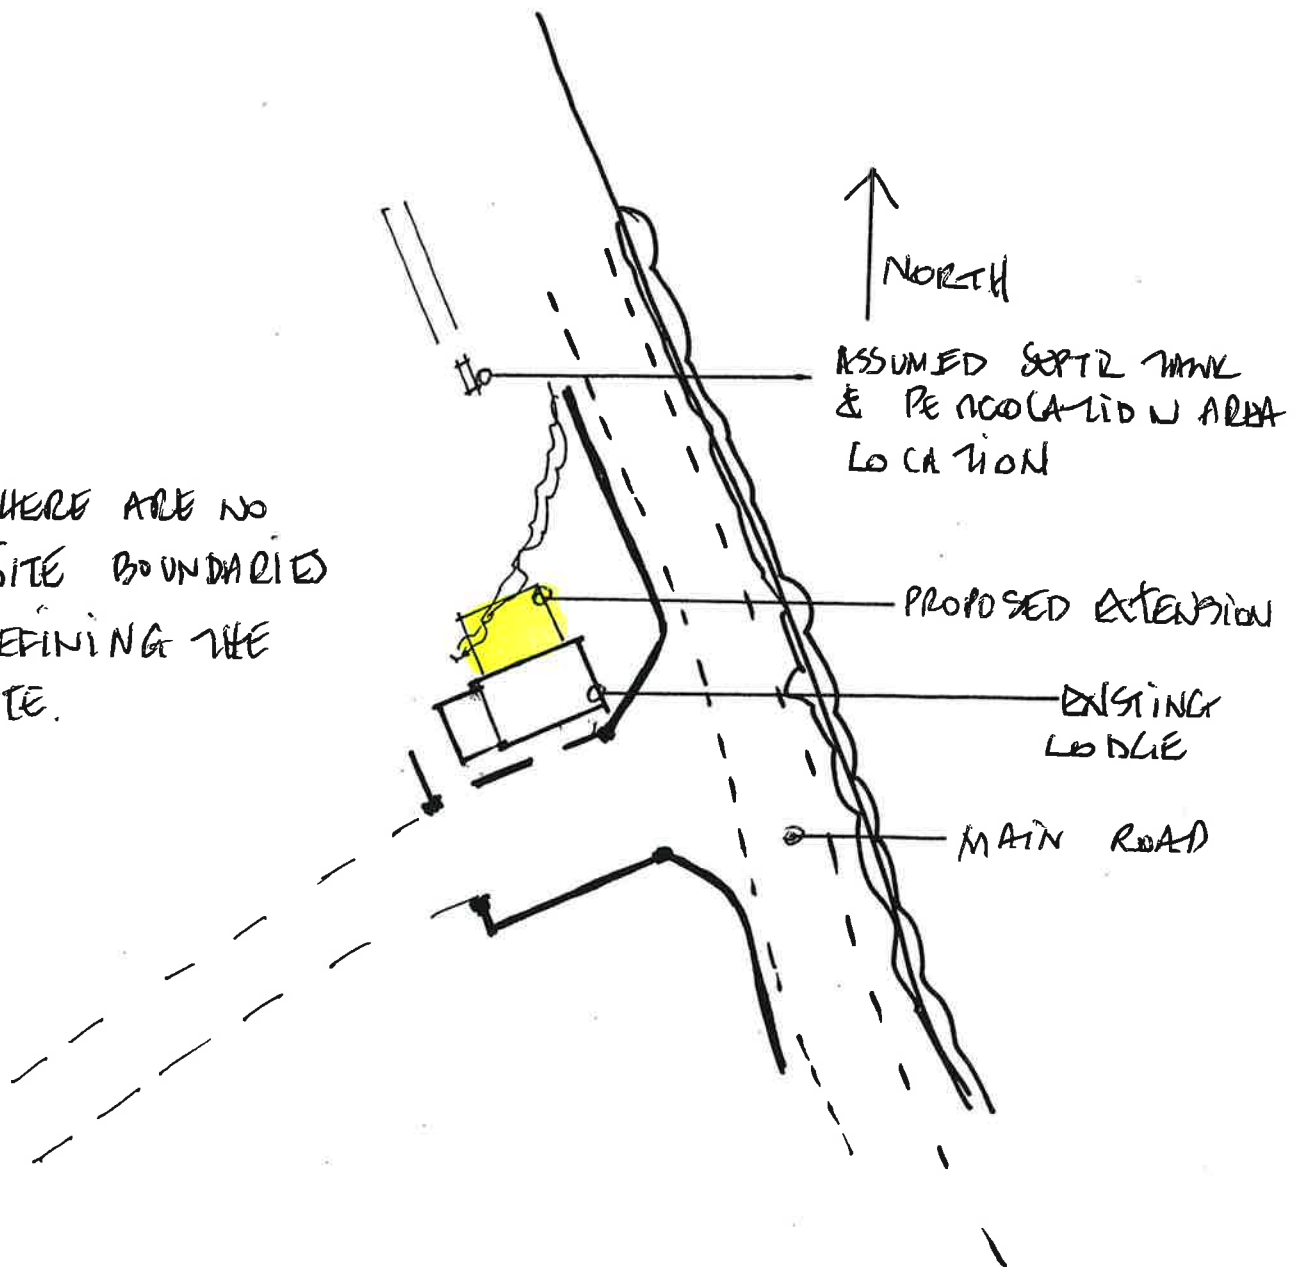 NORTH
ASSUMED SEPTIC TANK
& PERCOLATION AREA
LOCATION
HERE ARE NO
SITE BOUNDARIES
EFINING THE
TE.
PROPOSED EXTENSION
EXISTING
LODGE
MAIN ROAD